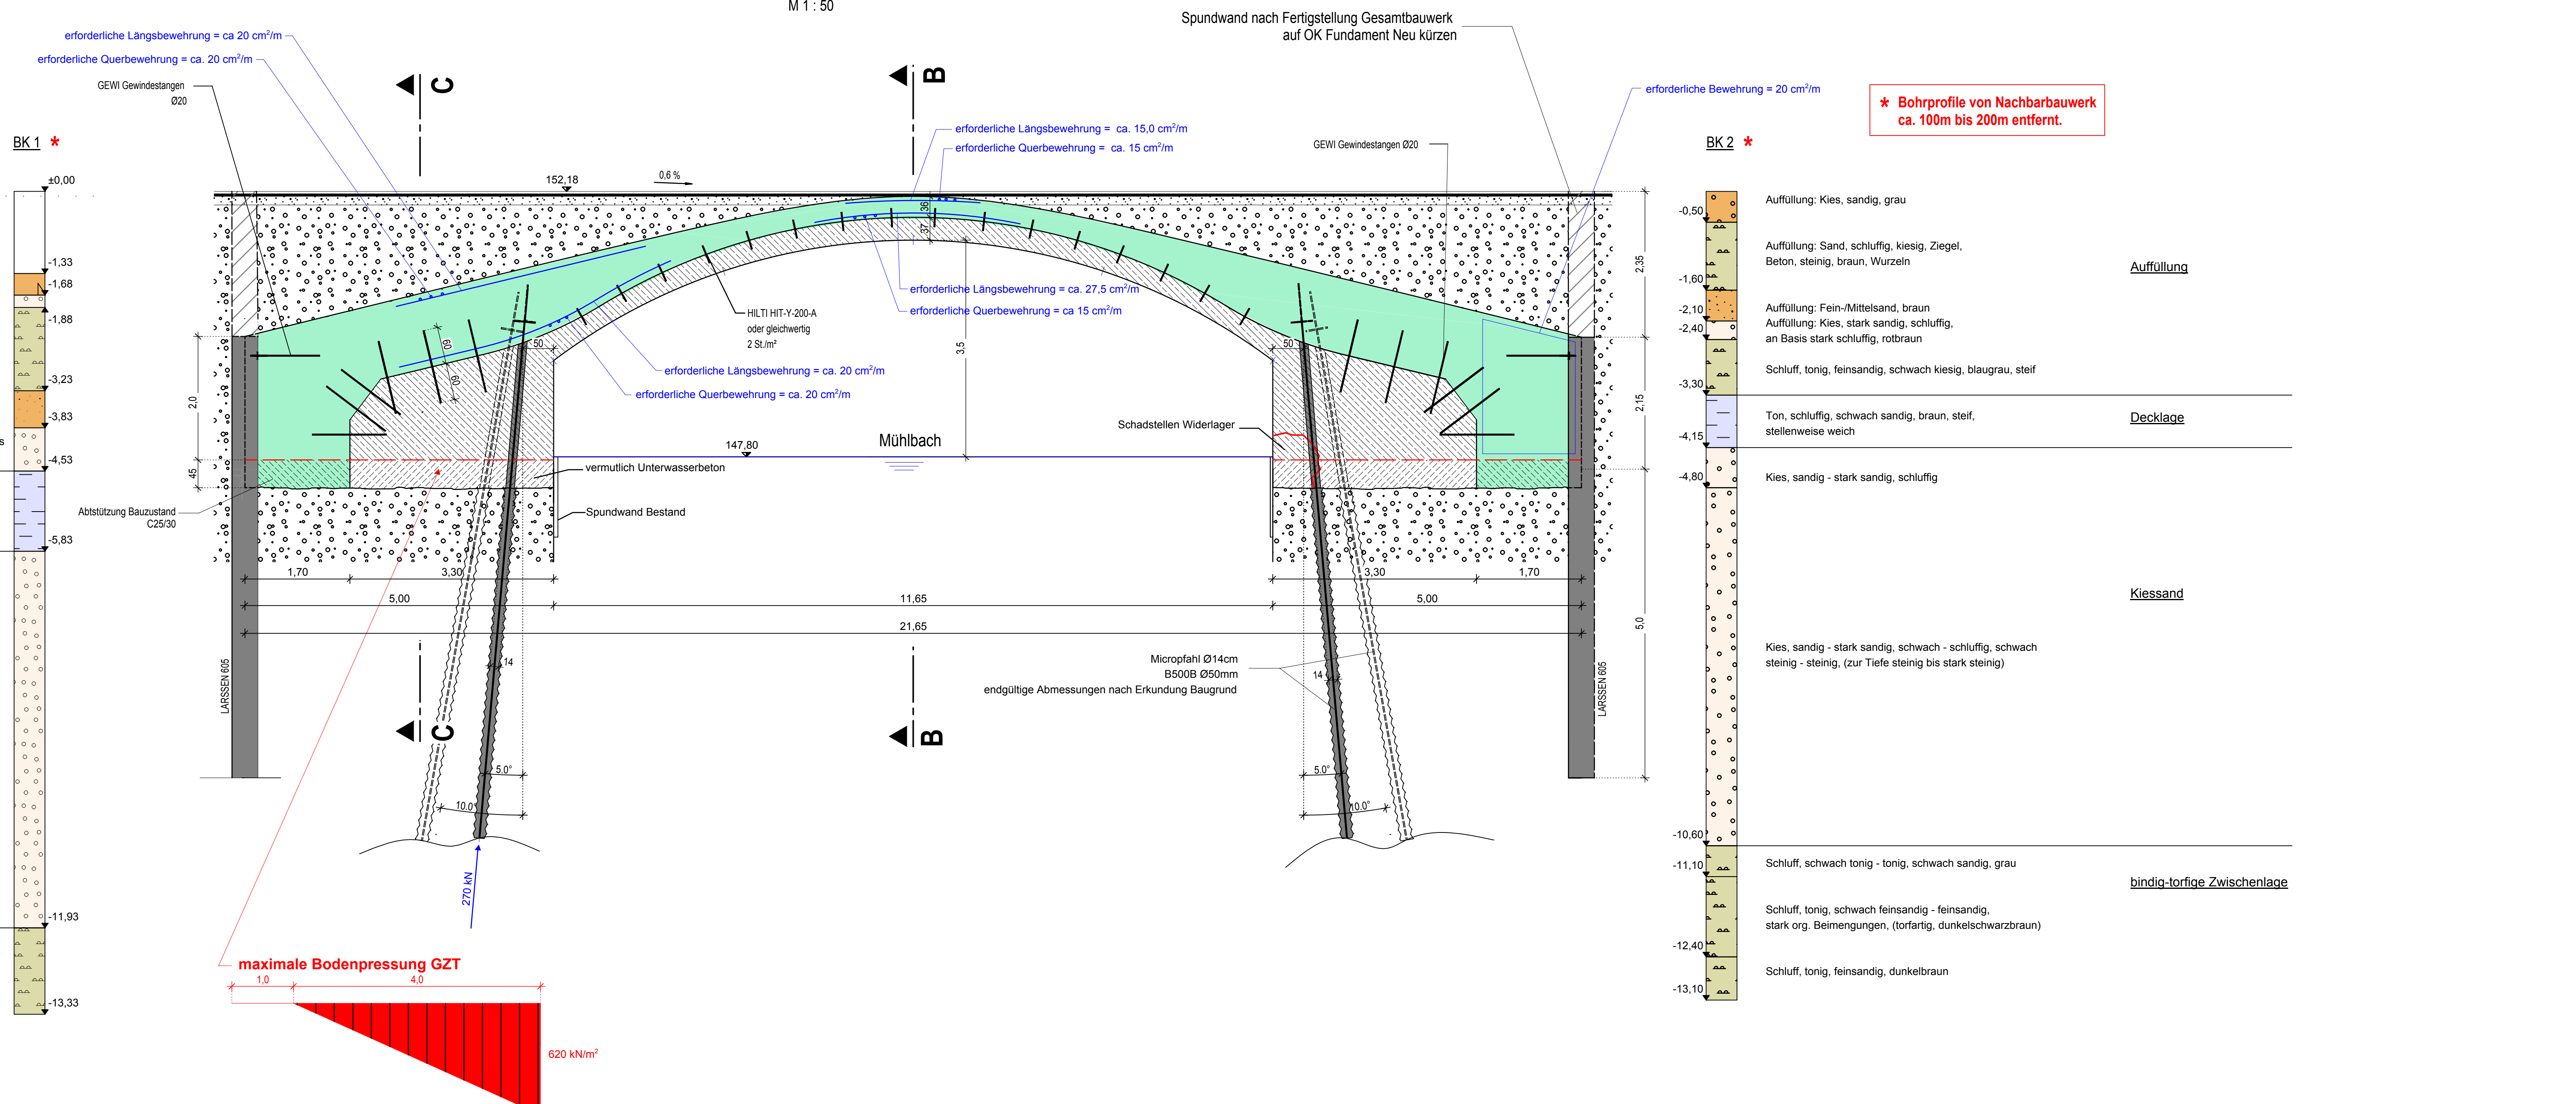 M 1 : 50
Spundwand nach Fertigstellung Gesamtbauwerk
auf OK Fundament Neu kürzen
erforderliche Längsbewehrung = ca 20 cm²/m
erforderliche Querbewehrung = ca. 20 cm²/m
GEWI Gewindestangen
Ø20
C
B
erforderliche Bewehrung = 20 cm²/m
* Bohrprofile von Nachbarbauwerk
ca. 100m bis 200m entfernt.
erforderliche Längsbewehrung = ca. 15,0 cm²/m
erforderliche Querbewehrung = ca. 15 cm²/m
GEWI Gewindestangen Ø20
BK 1 *
±0,00
-1,33
-1,68
-1,88
-3,23
-3,83
s
-4,53
-5,83
-11,93
-13,33
152,18
0,6 %
36
37
3,5
erforderliche Längsbewehrung = ca. 27,5 cm²/m
erforderliche Querbewehrung = ca 15 cm²/m
HILTI HIT-Y-200-A
oder gleichwertig
2 St./m²
50
50
60
60
erforderliche Längsbewehrung = ca. 20 cm²/m
erforderliche Querbewehrung = ca. 20 cm²/m
2,0
45
2,35
2,15
5,0
Schadstellen Widerlager
147,80
Mühlbach
vermutlich Unterwasserbeton
Spundwand Bestand
Abtstützung Bauzustand
C25/30
1,70
3,30
3,30
1,70
5,00
11,65
5,00
21,65
LARSSEN 605
LARSSEN 605
14
14
Micropfahl Ø14cm
B500B Ø50mm
endgültige Abmessungen nach Erkundung Baugrund
C
B
5.0°
10.0°
5.0°
10.0°
270 kN
maximale Bodenpressung GZT
1,0
4,0
620 kN/m²
BK 2 *
-0,50
-1,60
-2,10
-2,40
-3,30
-4,15
-4,80
-10,60
-11,10
-12,40
-13,10
Auffüllung: Kies, sandig, grau
Auffüllung: Sand, schluffig, kiesig, Ziegel,
Beton, steinig, braun, Wurzeln
Auffüllung
Auffüllung: Fein-/Mittelsand, braun
Auffüllung: Kies, stark sandig, schluffig,
an Basis stark schluffig, rotbraun
Schluff, tonig, feinsandig, schwach kiesig, blaugrau, steif
Ton, schluffig, schwach sandig, braun, steif,
stellenweise weich
Decklage
Kies, sandig - stark sandig, schluffig
Kiessand
Kies, sandig - stark sandig, schwach - schluffig, schwach
steinig - steinig, (zur Tiefe steinig bis stark steinig)
Schluff, schwach tonig - tonig, schwach sandig, grau
bindig-torfige Zwischenlage
Schluff, tonig, schwach feinsandig - feinsandig,
stark org. Beimengungen, (torfartig, dunkelschwarzbraun)
Schluff, tonig, feinsandig, dunkelbraun